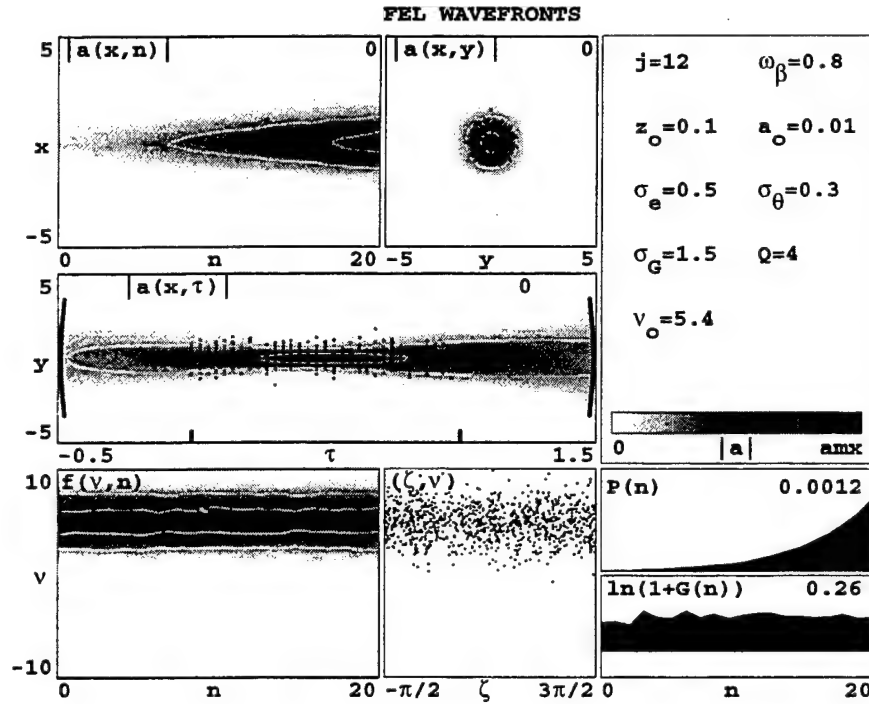 FEL WAVEFRONTS
5 |a(x,n)| 0
x
-5
0 n 20
|a(x,y)| 0
-5 y 5
j=12 ω_β=0.8
z_o=0.1 a_o=0.01
σ_e=0.5 σ_θ=0.3
σ_G=1.5 Q=4
ν_o=5.4
0 |a| amx
5 |a(x,τ)| 0
y
-5
-0.5 τ 1.5
10 f(ν,n)
ν
-10
0 n 20
(ζ,ν)
-π/2 ζ 3π/2
P(n) 0.0012
ln(1+G(n)) 0.26
0 n 20